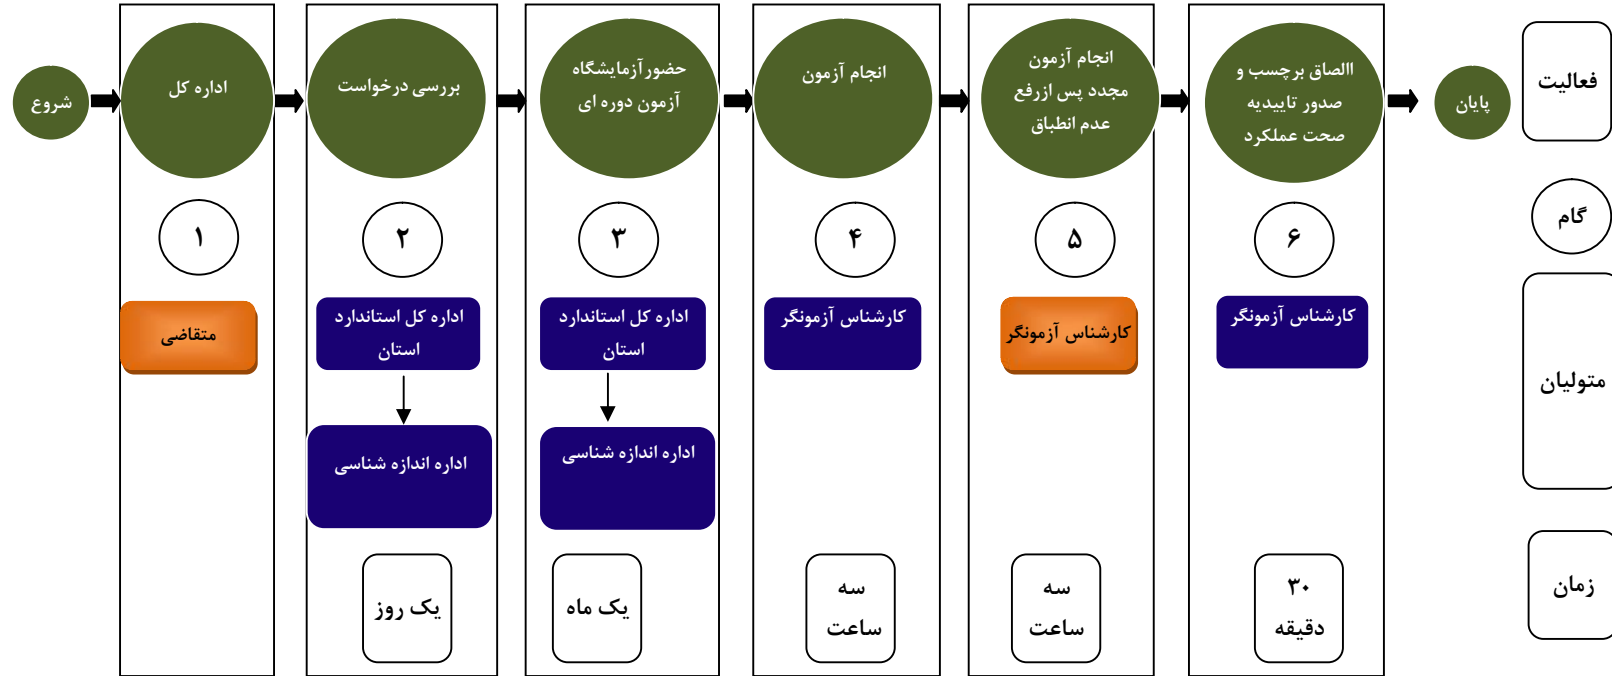 شروع
اداره کل
بررسی درخواست
حضور آزمایشگاه
آزمون دوره ای
انجام آزمون
انجام آزمون
مجدد پس از رفع
عدم انطباق
االصاق برچسب و
صدور تاییدیه
صحت عملکرد
پایان
فعالیت
۱
۲
۳
۴
۵
۶
گام
متقاضی
اداره کل استاندارد
استان
اداره اندازه شناسی
اداره کل استاندارد
استان
اداره اندازه شناسی
کارشناس آزمونگر
کارشناس آزمونگر
کارشناس آزمونگر
متولیان
یک روز
یک ماه
سه
ساعت
سه
ساعت
۳۰
دقیقه
زمان